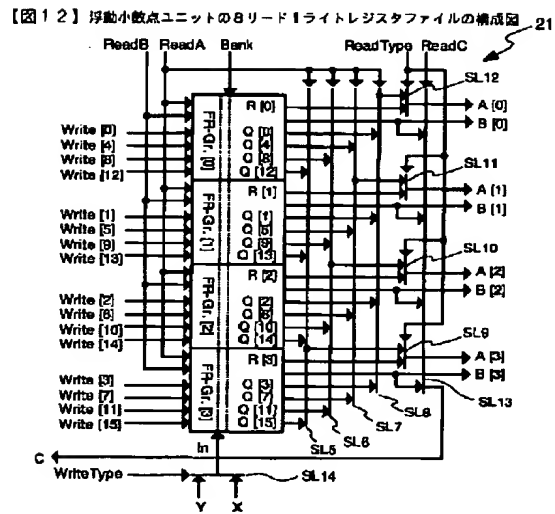 【図12】浮動小数点ユニットの8リード1ライトレジスタファイルの構成図
21
ReadB ReadA Bank ReadType ReadC
SL12
R [0] A [0]
FR-Gr. [0] B [0]
Write [0] Q [0]
Write [4] Q [4]
Write [8] Q [8]
Write [12] Q [12]
SL11
R [1] A [1]
FR-Gr. [1] B [1]
Write [1] Q [1]
Write [5] Q [5]
Write [9] Q [9]
Write [13] Q [13]
SL10
R [2] A [2]
FR-Gr. [2] B [2]
Write [2] Q [2]
Write [6] Q [6]
Write [10] Q [10]
Write [14] Q [14]
SL9
R [3] A [3]
FR-Gr. [3] B [3]
Write [3] Q [3]
Write [7] Q [7]
Write [11] Q [11]
Write [15] Q [15]
SL5 SL6 SL7 SL8 SL13
In
C
WriteType SL14
Y X